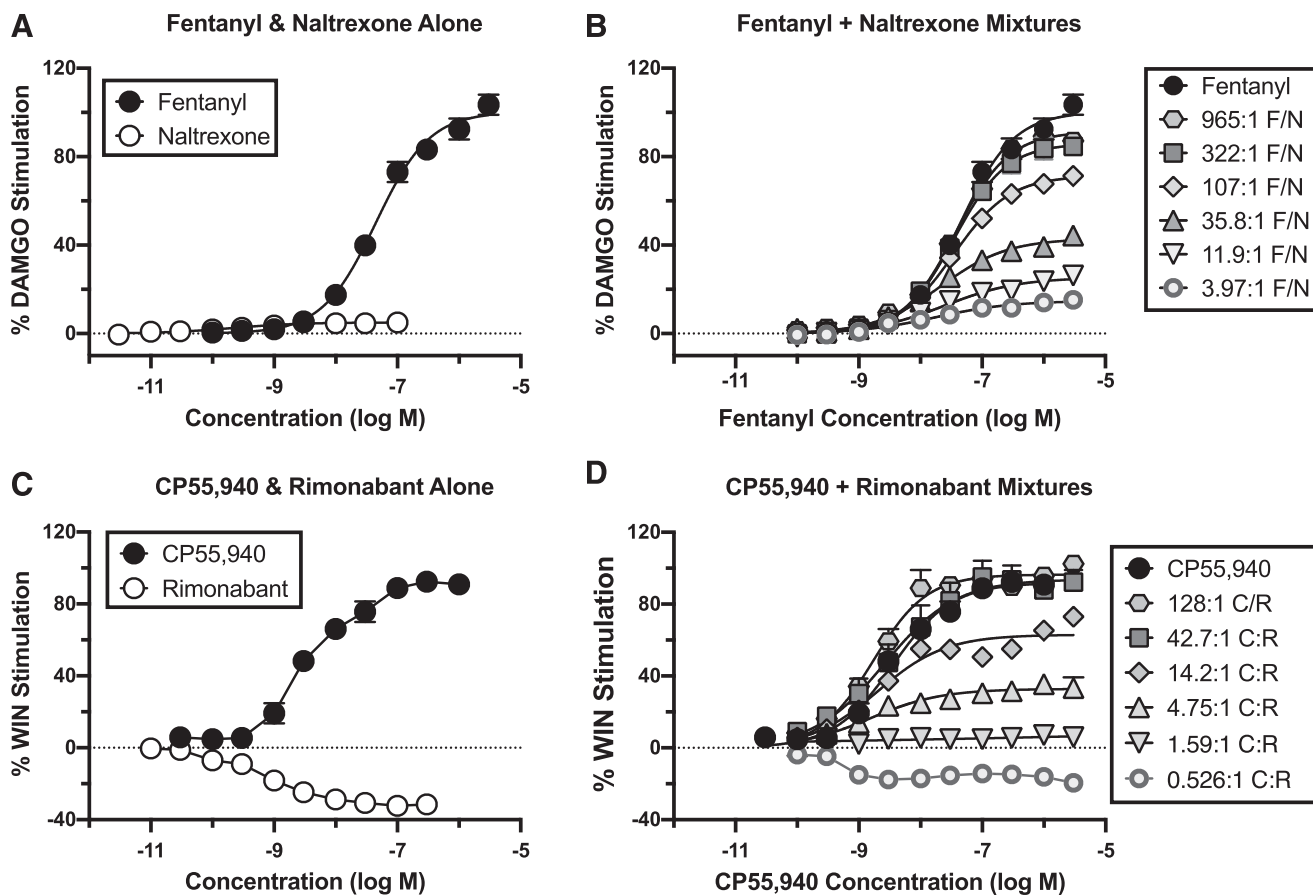 A
Fentanyl & Naltrexone Alone
% DAMGO Stimulation
120
80
40
0
Fentanyl
Naltrexone
-11
-9
-7
-5
Concentration (log M)
B
Fentanyl + Naltrexone Mixtures
% DAMGO Stimulation
120
80
40
0
-11
-9
-7
-5
Fentanyl Concentration (log M)
Fentanyl
965:1 F/N
322:1 F/N
107:1 F/N
35.8:1 F/N
11.9:1 F/N
3.97:1 F/N
C
CP55,940 & Rimonabant Alone
% WIN Stimulation
120
80
40
0
-40
CP55,940
Rimonabant
-11
-9
-7
-5
Concentration (log M)
D
CP55,940 + Rimonabant Mixtures
% WIN Stimulation
120
80
40
0
-40
-11
-9
-7
-5
CP55,940 Concentration (log M)
CP55,940
128:1 C/R
42.7:1 C:R
14.2:1 C:R
4.75:1 C:R
1.59:1 C:R
0.526:1 C:R